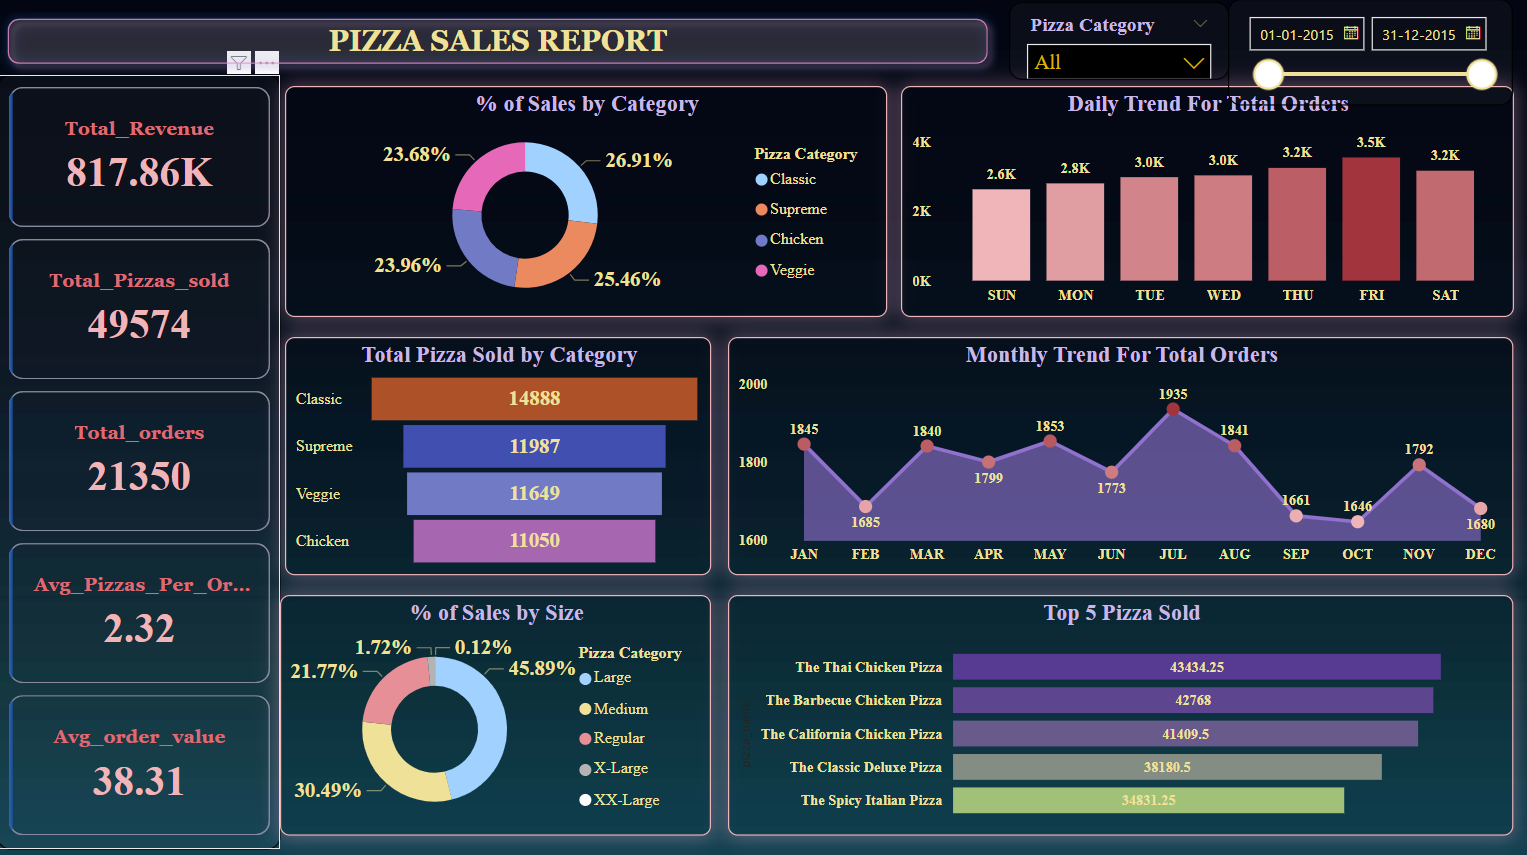 PIZZA SALES REPORT
Pizza Category
All
01-01-2015
31-12-2015
Total_Revenue
817.86K
Total_Pizzas_sold
49574
Total_orders
21350
Avg_Pizzas_Per_Or...
2.32
Avg_order_value
38.31
% of Sales by Category
23.68%
26.91%
23.96%
25.46%
Pizza Category
Classic
Supreme
Chicken
Veggie
Daily Trend For Total Orders
4K
2K
0K
2.6K
2.8K
3.0K
3.0K
3.2K
3.5K
3.2K
SUN
MON
TUE
WED
THU
FRI
SAT
Total Pizza Sold by Category
Classic 14888
Supreme 11987
Veggie 11649
Chicken 11050
Monthly Trend For Total Orders
2000
1800
1600
1845
1685
1840
1799
1853
1773
1935
1841
1661
1646
1792
1680
JAN
FEB
MAR
APR
MAY
JUN
JUL
AUG
SEP
OCT
NOV
DEC
% of Sales by Size
1.72%
0.12%
21.77%
45.89%
30.49%
Pizza Category
Large
Medium
Regular
X-Large
XX-Large
Top 5 Pizza Sold
The Thai Chicken Pizza 43434.25
The Barbecue Chicken Pizza 42768
The California Chicken Pizza 41409.5
The Classic Deluxe Pizza 38180.5
The Spicy Italian Pizza 34831.25